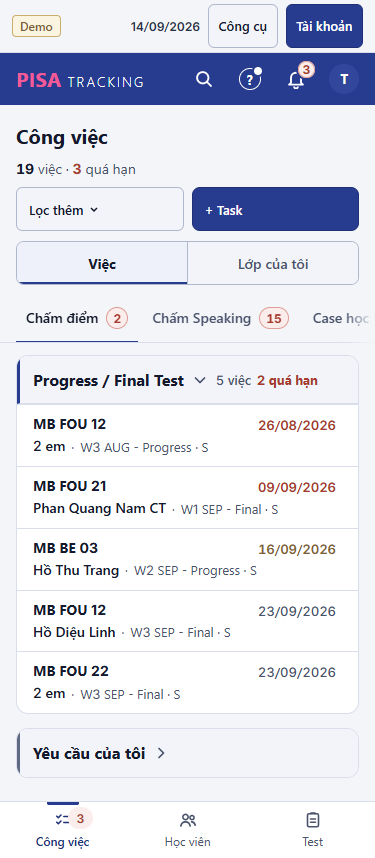 Demo 14/09/2026 Công cụ Tài khoản
PISA TRACKING ? 3 T
Công việc
19 việc · 3 quá hạn
Lọc thêm + Task
Việc Lớp của tôi
Chấm điểm 2 Chấm Speaking 15 Case học
Progress / Final Test 5 việc 2 quá hạn
MB FOU 12 26/08/2026
2 em · W3 AUG - Progress · S
MB FOU 21 09/09/2026
Phan Quang Nam CT · W1 SEP - Final · S
MB BE 03 16/09/2026
Hồ Thu Trang · W2 SEP - Progress · S
MB FOU 12 23/09/2026
Hồ Diệu Linh · W3 SEP - Final · S
MB FOU 22 23/09/2026
2 em · W3 SEP - Final · S
Yêu cầu của tôi
3
Công việc Học viên Test